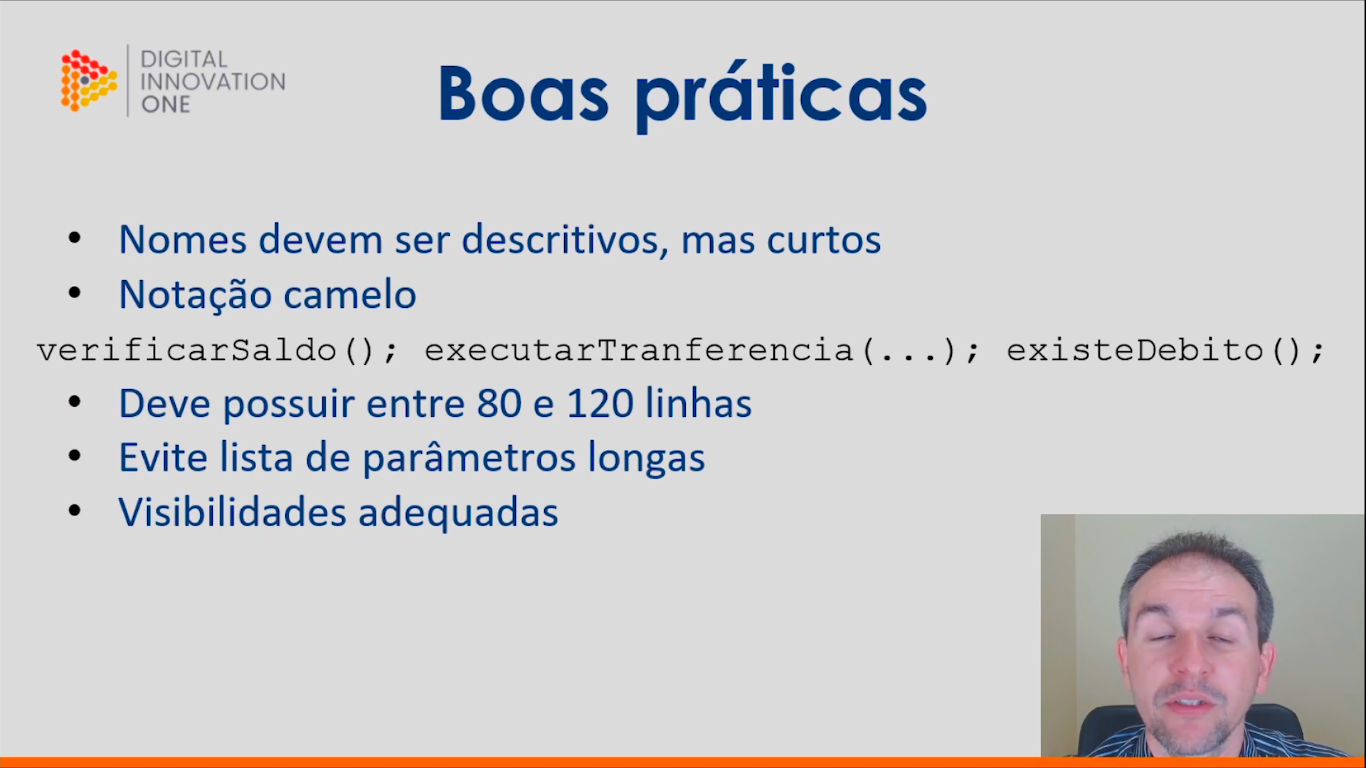 DIGITAL
INNOVATION
ONE
Boas práticas
• Nomes devem ser descritivos, mas curtos
• Notação camelo
verificarSaldo(); executarTranferencia(...); existeDebito();
• Deve possuir entre 80 e 120 linhas
• Evite lista de parâmetros longas
• Visibilidades adequadas